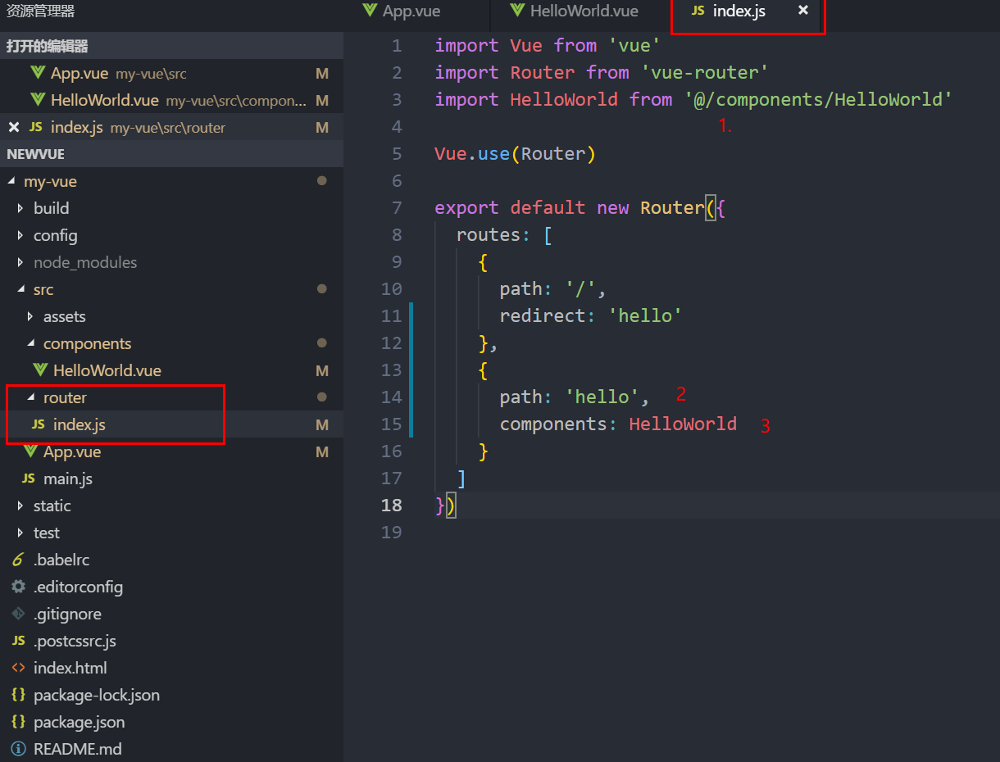 资源管理器
打开的编辑器
App.vue my-vue\src M
HelloWorld.vue my-vue\src\compon... M
JS index.js my-vue\src\router M
NEWVUE
my-vue
build
config
node_modules
src
assets
components
HelloWorld.vue M
router
JS index.js M
App.vue M
JS main.js
static
test
.babelrc
.editorconfig
.gitignore
JS .postcssrc.js
index.html
{} package-lock.json
{} package.json
README.md
App.vue HelloWorld.vue JS index.js
1 import Vue from 'vue'
2 import Router from 'vue-router'
3 import HelloWorld from '@/components/HelloWorld'
1.
4
5 Vue.use(Router)
6
7 export default new Router({
8 routes: [
9 {
10 path: '/',
11 redirect: 'hello'
12 },
13 {
14 path: 'hello', 2
15 components: HelloWorld 3
16 }
17 ]
18 })
19